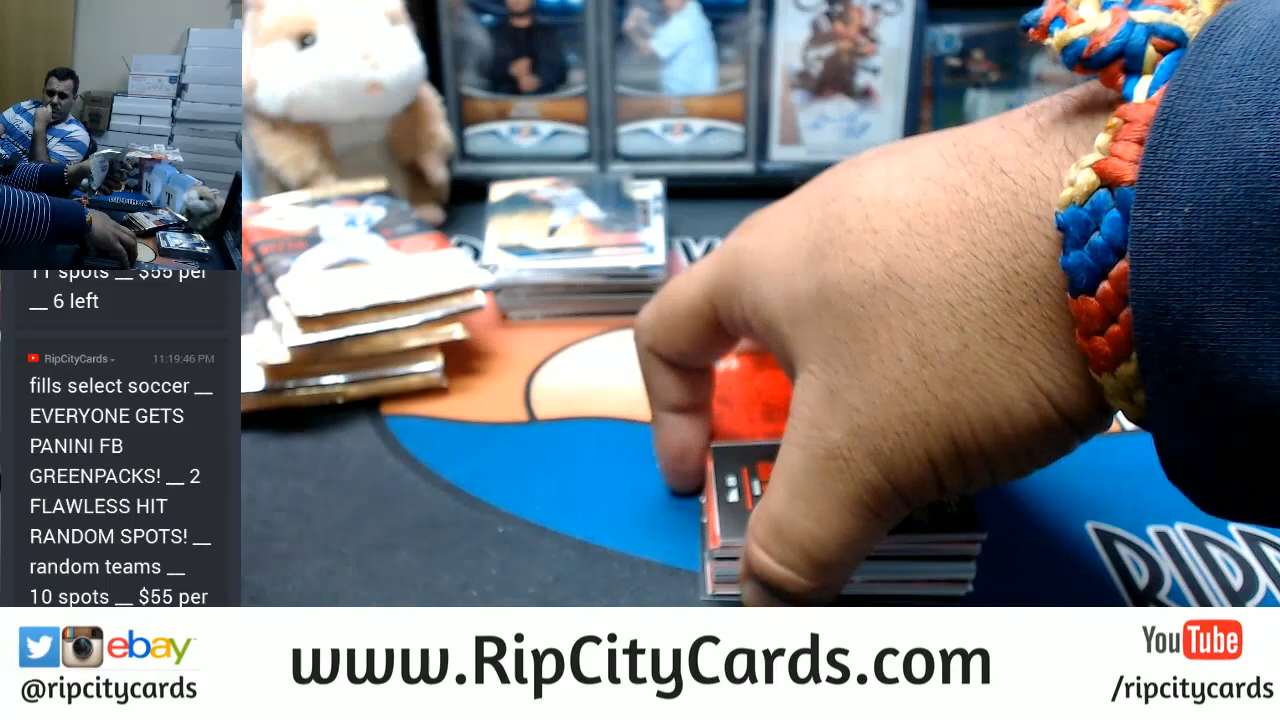 11 spots __ $55 per
__ 6 left
RipCityCards
11:19:46 PM
fills select soccer __
EVERYONE GETS
PANINI FB
GREENPACKS! __ 2
FLAWLESS HIT
RANDOM SPOTS! __
random teams __
10 spots __ $55 per
RIPP
ebay
@ripcitycards
www.RipCityCards.com
YouTube
/ripcitycards